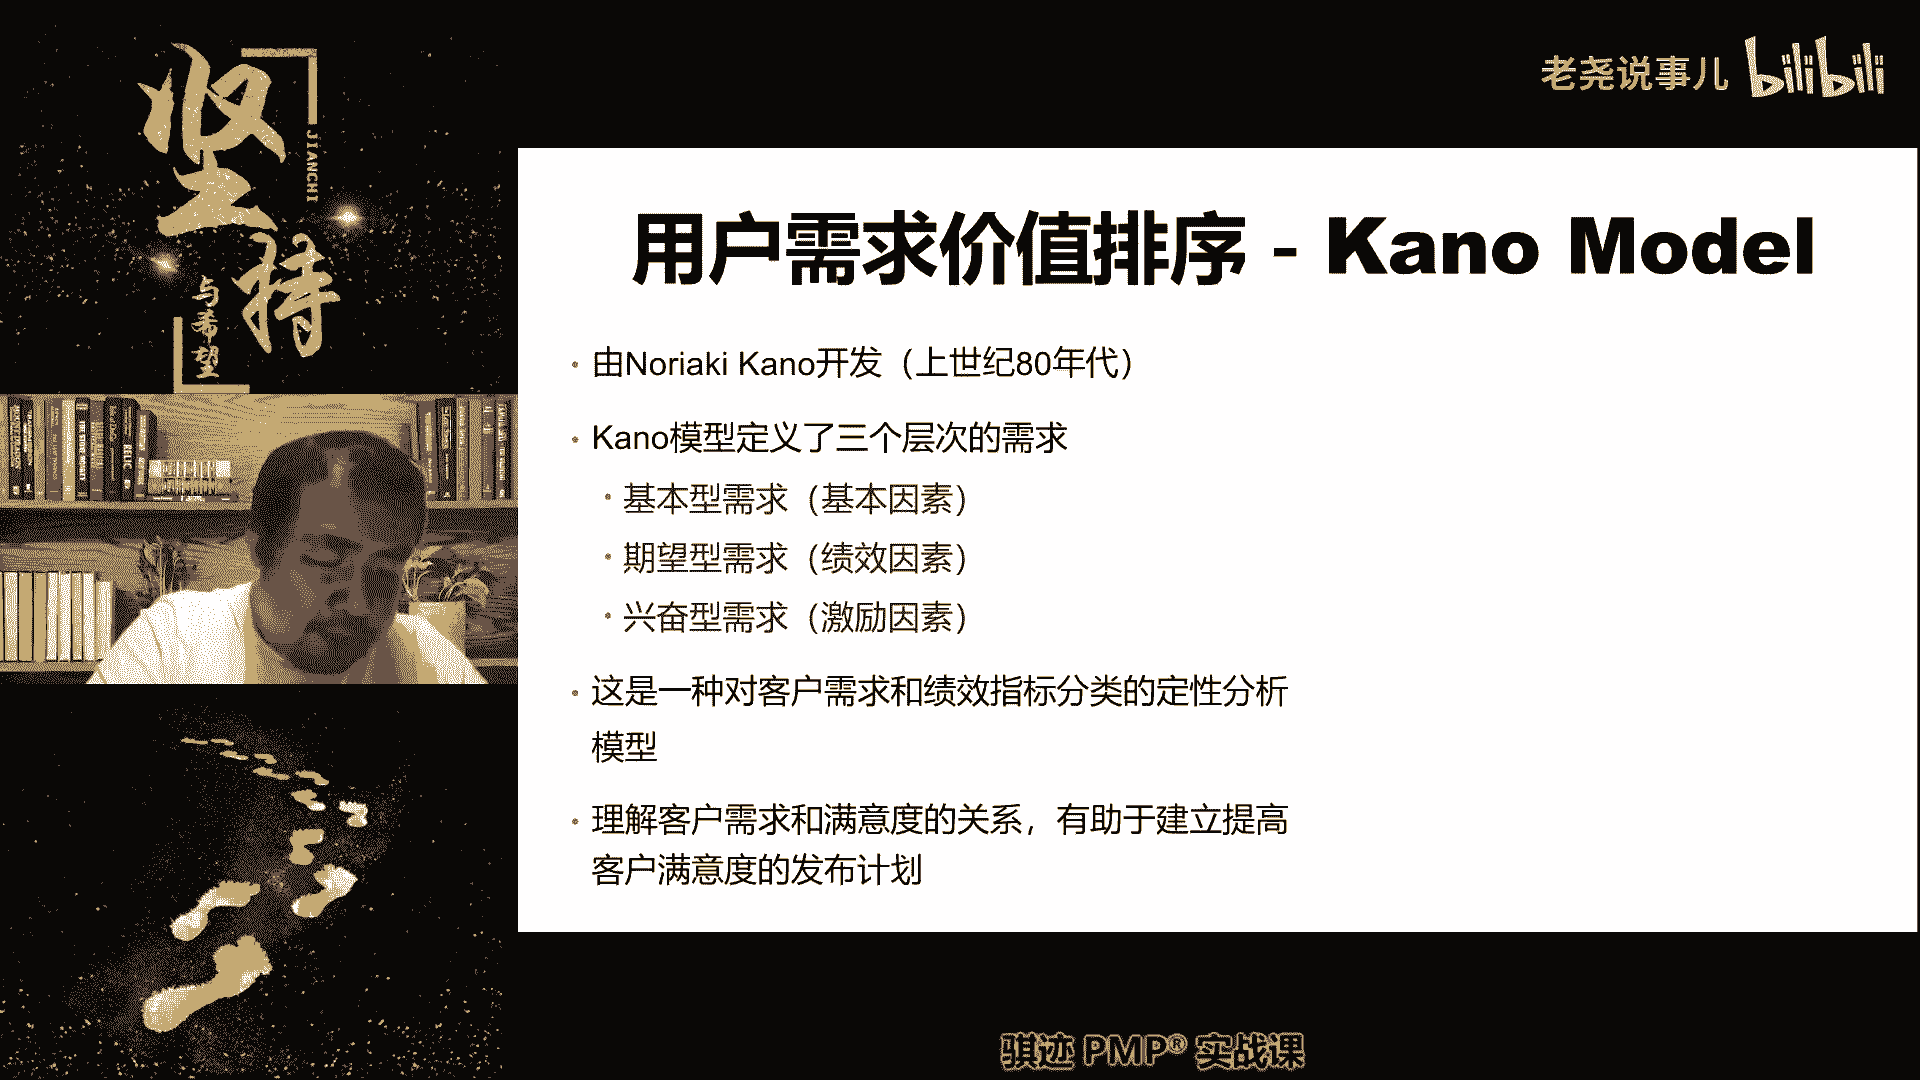 坚持
JIANCHI
与希望
老尧说事儿 bilibili
用户需求价值排序 - Kano Model
· 由Noriaki Kano开发（上世纪80年代）
· Kano模型定义了三个层次的需求
· 基本型需求（基本因素）
· 期望型需求（绩效因素）
· 兴奋型需求（激励因素）
· 这是一种对客户需求和绩效指标分类的定性分析
模型
· 理解客户需求和满意度的关系，有助于建立提高
客户满意度的发布计划
骐迹 PMP® 实战课